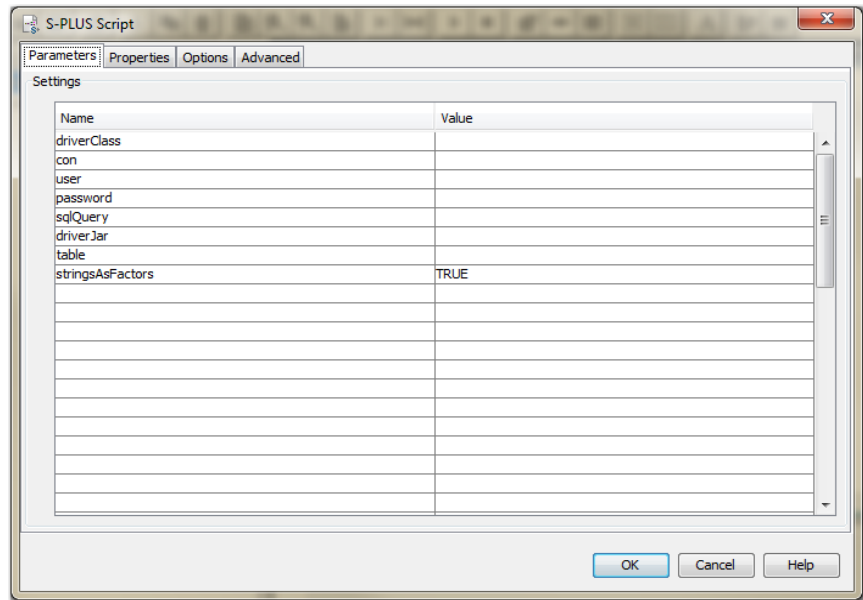 S-PLUS Script
Parameters Properties Options Advanced
Settings
Name Value
driverClass
con
user
password
sqlQuery
driverJar
table
stringsAsFactors TRUE
OK Cancel Help